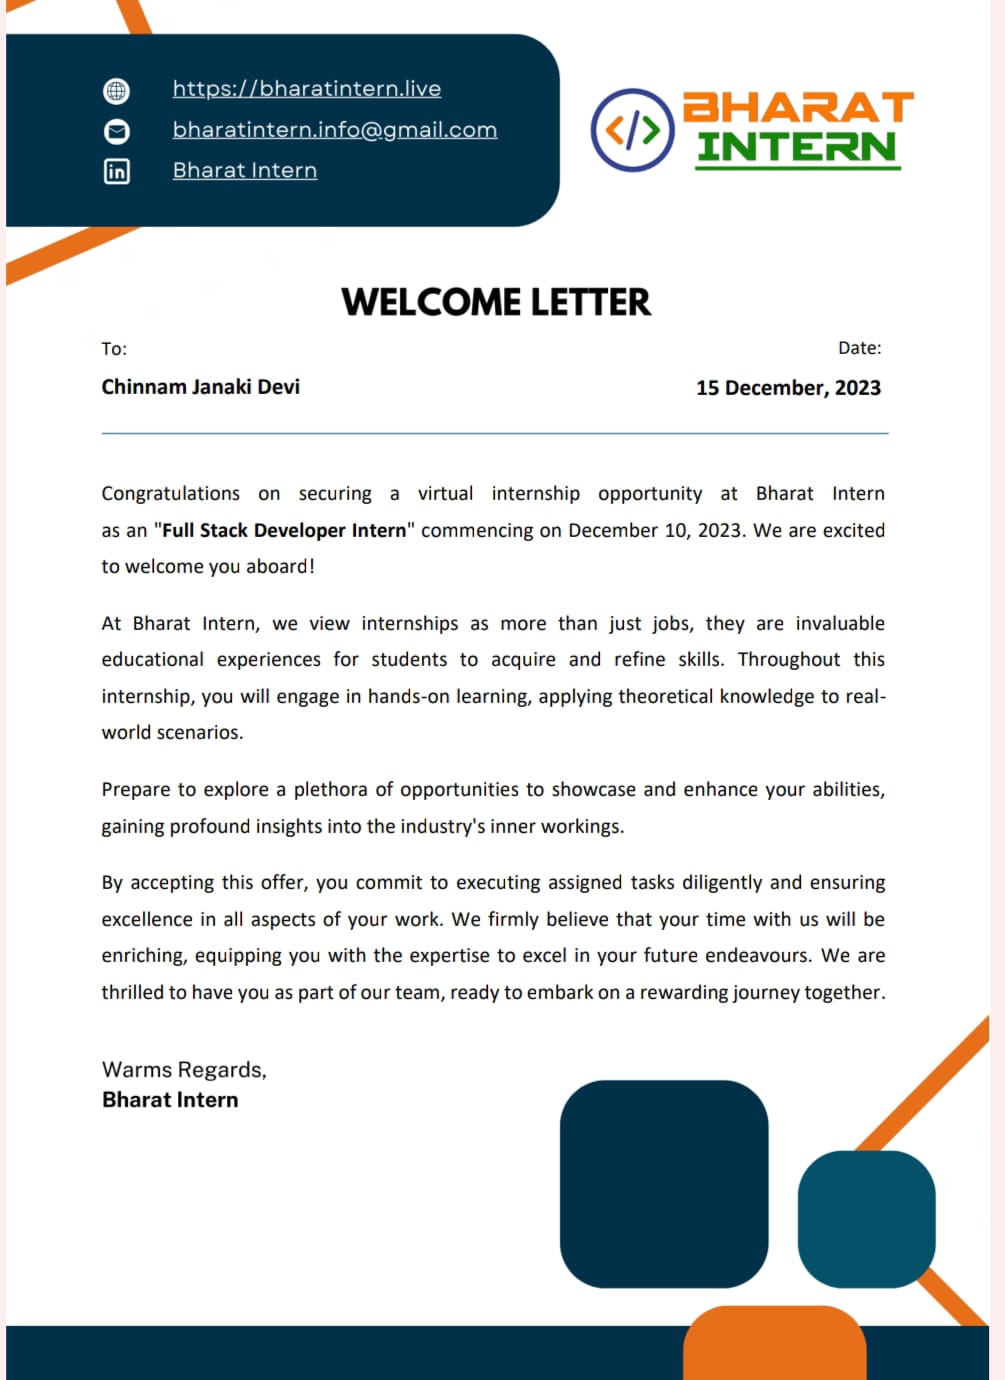 https://bharatintern.live
bharatintern.info@gmail.com
in Bharat Intern
</> BHARAT
INTERN
WELCOME LETTER
To:
Date:
Chinnam Janaki Devi
15 December, 2023
Congratulations on securing a virtual internship opportunity at Bharat Intern
as an "Full Stack Developer Intern" commencing on December 10, 2023. We are excited
to welcome you aboard!
At Bharat Intern, we view internships as more than just jobs, they are invaluable
educational experiences for students to acquire and refine skills. Throughout this
internship, you will engage in hands-on learning, applying theoretical knowledge to real-
world scenarios.
Prepare to explore a plethora of opportunities to showcase and enhance your abilities,
gaining profound insights into the industry's inner workings.
By accepting this offer, you commit to executing assigned tasks diligently and ensuring
excellence in all aspects of your work. We firmly believe that your time with us will be
enriching, equipping you with the expertise to excel in your future endeavours. We are
thrilled to have you as part of our team, ready to embark on a rewarding journey together.
Warms Regards,
Bharat Intern